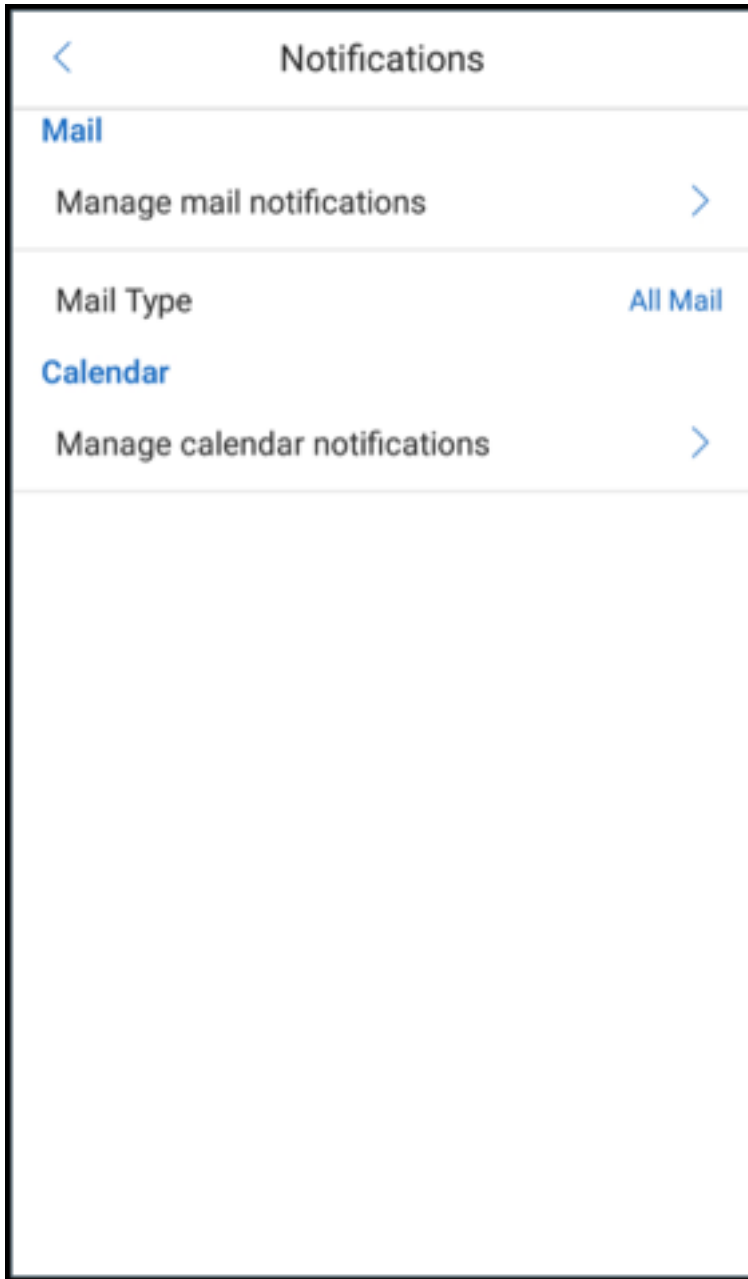 Notifications
Mail
Manage mail notifications
Mail Type All Mail
Calendar
Manage calendar notifications